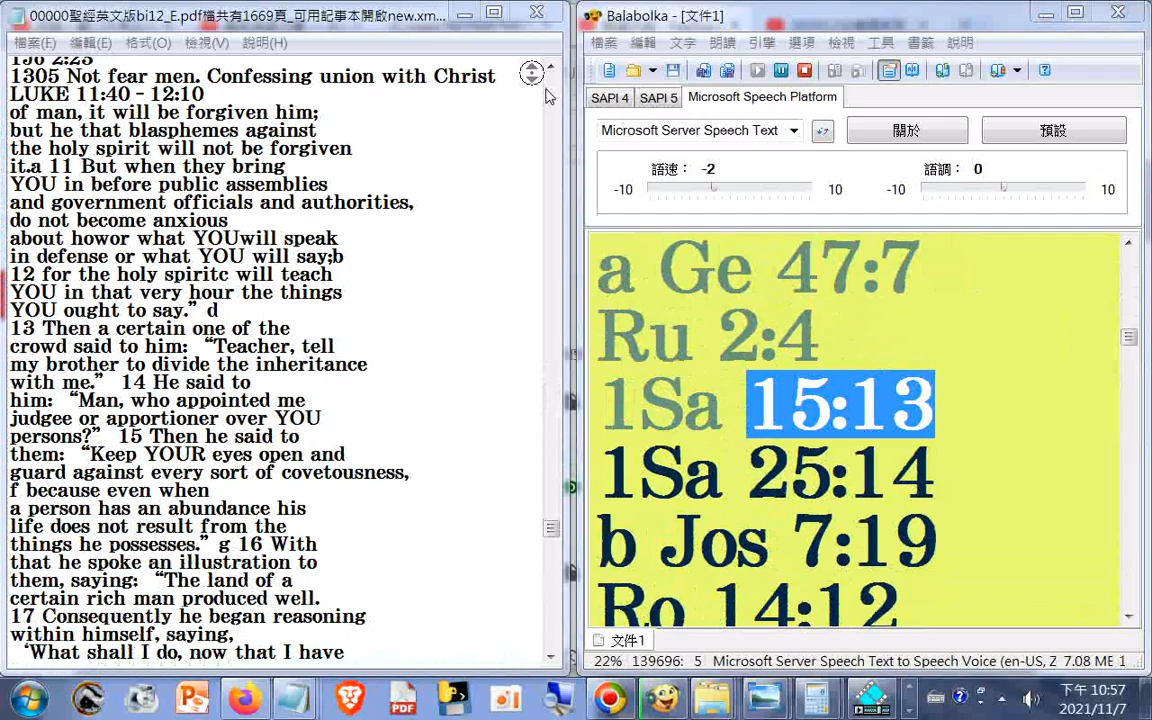 00000聖經英文版bi12_E.pdf檔共有1669頁_可用記事本開啟new.xm...
檔案(E) 編輯(E) 格式(O) 檢視(V) 說明(H)
1Jo 2:23
1305 Not fear men. Confessing union with Christ
LUKE 11:40 – 12:10
of man, it will be forgiven him;
but he that blasphemes against
the holy spirit will not be forgiven
it.a 11 But when they bring
YOU in before public assemblies
and government officials and authorities,
do not become anxious
about howor what YOUwill speak
in defense or what YOU will say;b
12 for the holy spiritc will teach
YOU in that very hour the things
YOU ought to say.” d
13 Then a certain one of the
crowd said to him: “Teacher, tell
my brother to divide the inheritance
with me.” 14 He said to
him: “Man, who appointed me
judgee or apportioner over YOU
persons?” 15 Then he said to
them: “Keep YOUR eyes open and
guard against every sort of covetousness,
f because even when
a person has an abundance his
life does not result from the
things he possesses.” g 16 With
that he spoke an illustration to
them, saying: “The land of a
certain rich man produced well.
17 Consequently he began reasoning
within himself, saying,
‘What shall I do, now that I have
Balabolka - [文件1]
檔案 編輯 文字 朗讀 引擎 選項 檢視 工具 書籤 說明
SAPI 4 SAPI 5 Microsoft Speech Platform
Microsoft Server Speech Text 關於 預設
語速： -2 語調： 0
-10 10 -10 10
a Ge 47:7
Ru 2:4
1Sa 15:13
1Sa 25:14
b Jos 7:19
Ro 14:12
文件1
22% 139696: 5 Microsoft Server Speech Text to Speech Voice (en-US, Z 7.08 ME 1
PDF
下午 10:57
2021/11/7